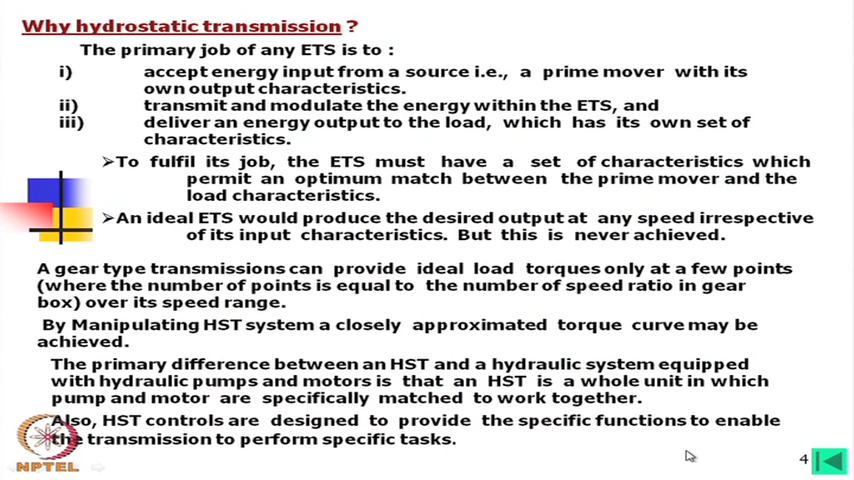 Why hydrostatic transmission ?
The primary job of any ETS is to :
i) accept energy input from a source i.e., a prime mover with its
own output characteristics.
ii) transmit and modulate the energy within the ETS, and
iii) deliver an energy output to the load, which has its own set of
characteristics.
➢To fulfil its job, the ETS must have a set of characteristics which
permit an optimum match between the prime mover and the
load characteristics.
➢An ideal ETS would produce the desired output at any speed irrespective
of its input characteristics. But this is never achieved.
A gear type transmissions can provide ideal load torques only at a few points
(where the number of points is equal to the number of speed ratio in gear
box) over its speed range.
By Manipulating HST system a closely approximated torque curve may be
achieved.
The primary difference between an HST and a hydraulic system equipped
with hydraulic pumps and motors is that an HST is a whole unit in which
pump and motor are specifically matched to work together.
Also, HST controls are designed to provide the specific functions to enable
the transmission to perform specific tasks.
NPTEL
4